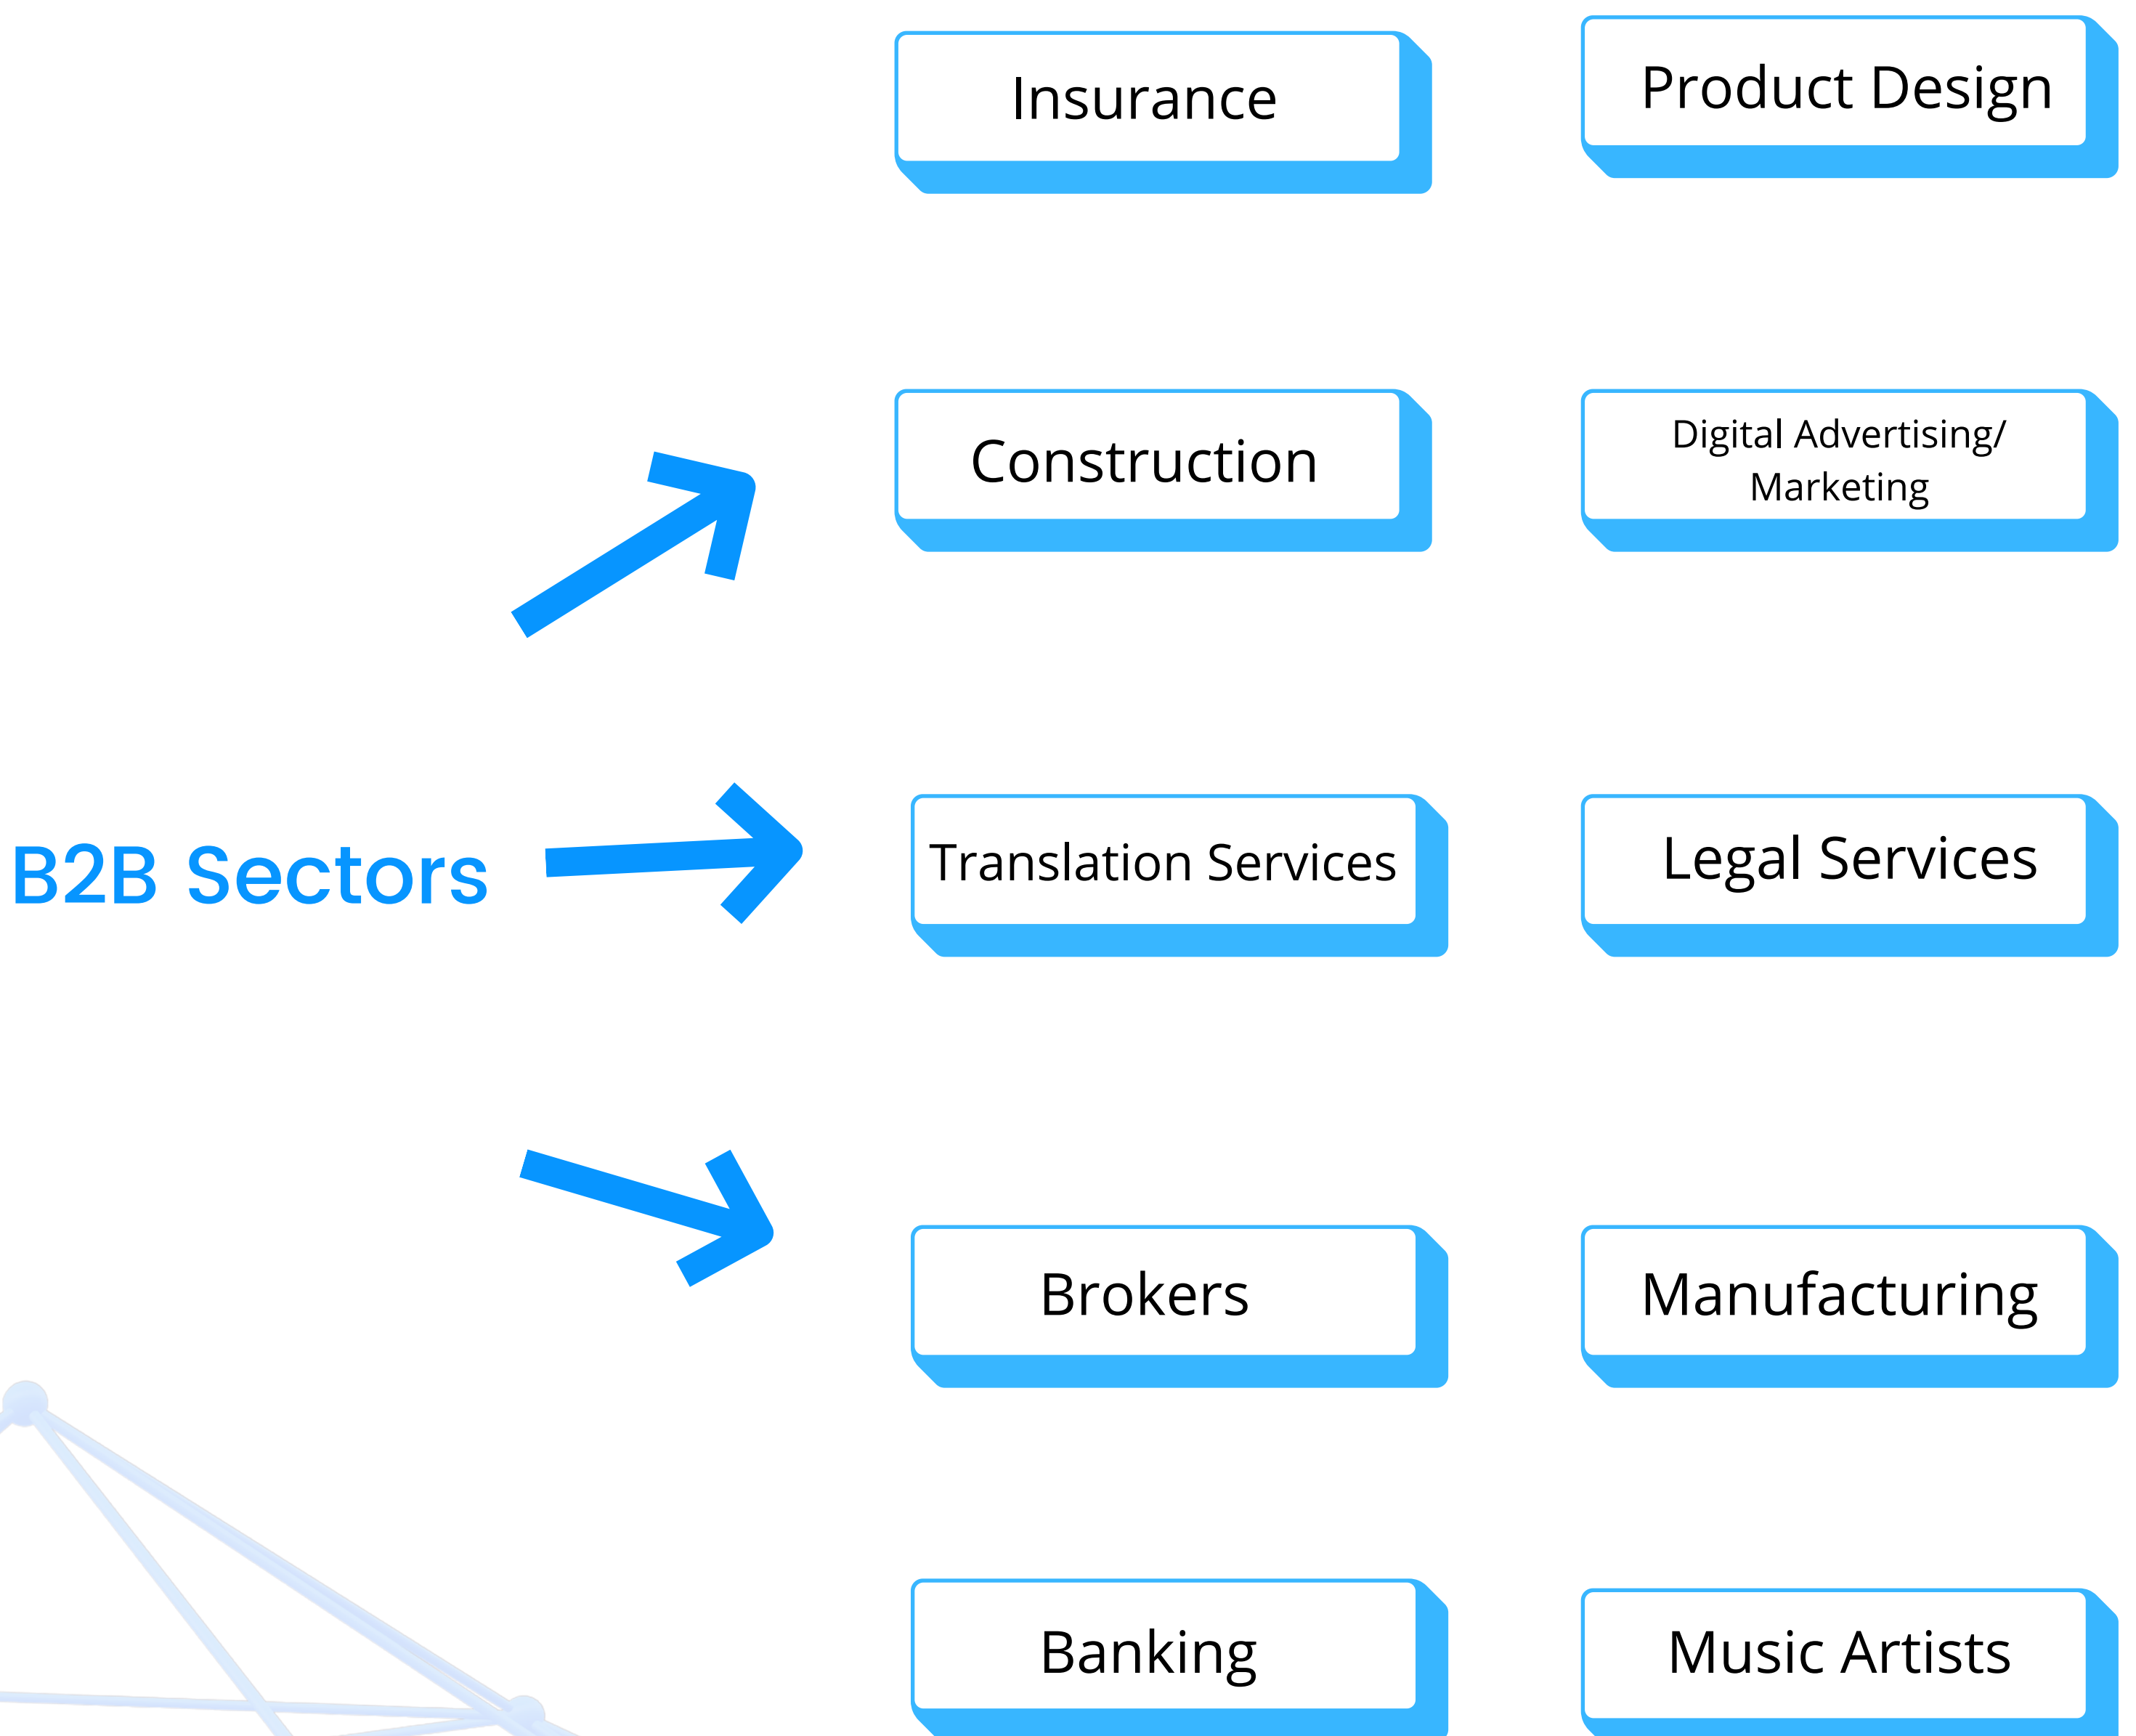 Insurance
Product Design
Construction
Digital Advertising/
Marketing
B2B Sectors
Translation Services
Legal Services
Brokers
Manufacturing
Banking
Music Artists